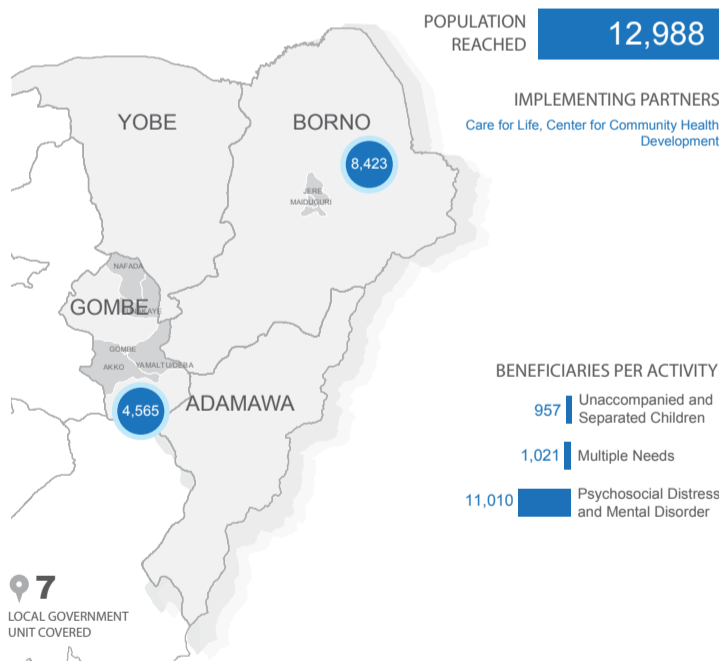 POPULATION
REACHED
12,988
IMPLEMENTING PARTNERS
Care for Life, Center for Community Health
Development
YOBE
BORNO
8,423
JERE
MAIDUGURI
NAFADA
GOMBE
GOMBE
AKKO
YAMALTU/DEBA
4,565
ADAMAWA
BENEFICIARIES PER ACTIVITY
957
Unaccompanied and
Separated Children
1,021
Multiple Needs
11,010
Psychosocial Distress
and Mental Disorder
7
LOCAL GOVERNMENT
UNIT COVERED